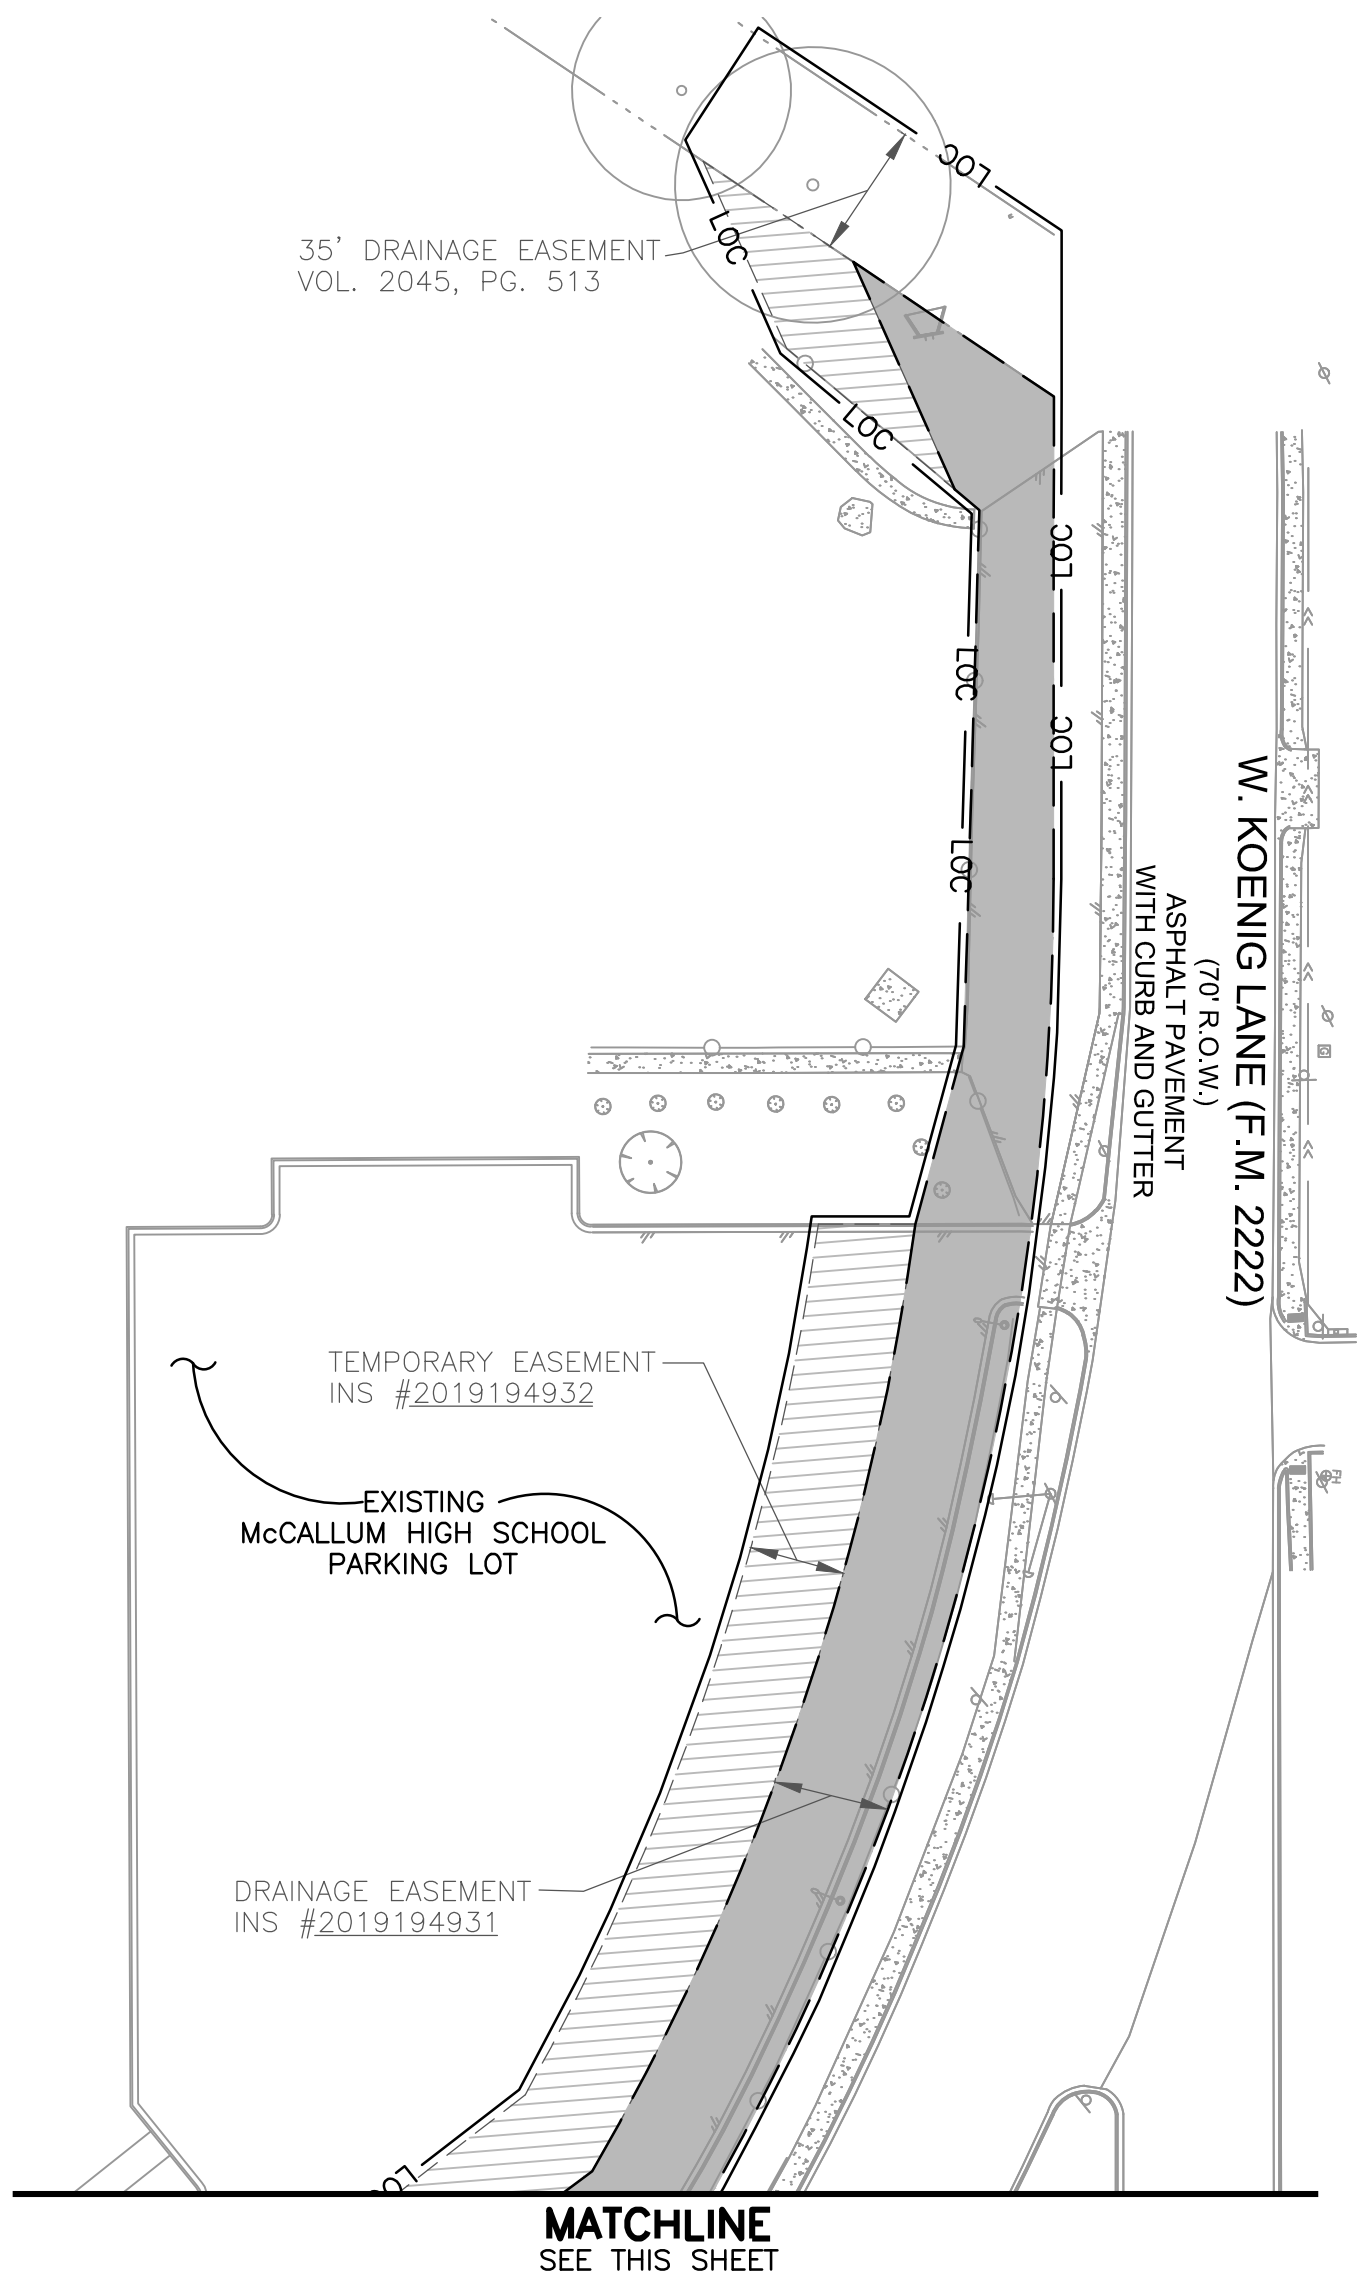 LOC
35' DRAINAGE EASEMENT
VOL. 2045, PG. 513
LOC
LOC
LOC
LOC
LOC
LOC
W. KOENIG LANE (F.M. 2222)
(70' R.O.W.)
ASPHALT PAVEMENT
WITH CURB AND GUTTER
G
TEMPORARY EASEMENT
INS #2019194932
FH
EXISTING
McCALLUM HIGH SCHOOL
PARKING LOT
DRAINAGE EASEMENT
INS #2019194931
MATCHLINE
SEE THIS SHEET